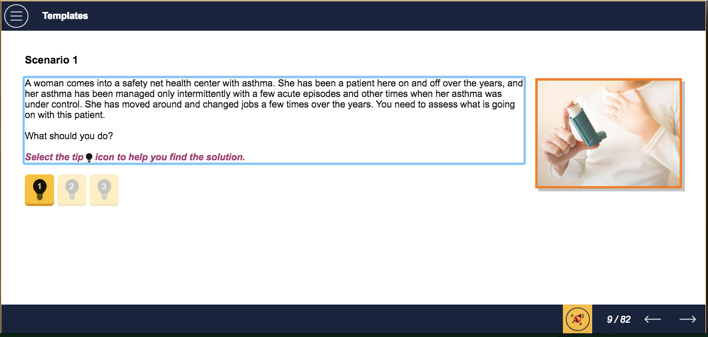 Templates
Scenario 1
A woman comes into a safety net health center with asthma. She has been a patient here on and off over the years, and
her asthma has been managed only intermittently with a few acute episodes and other times when her asthma was
under control. She has moved around and changed jobs a few times over the years. You need to assess what is going
on with this patient.
What should you do?
Select the tip icon to help you find the solution.
1 2 3
9 / 82